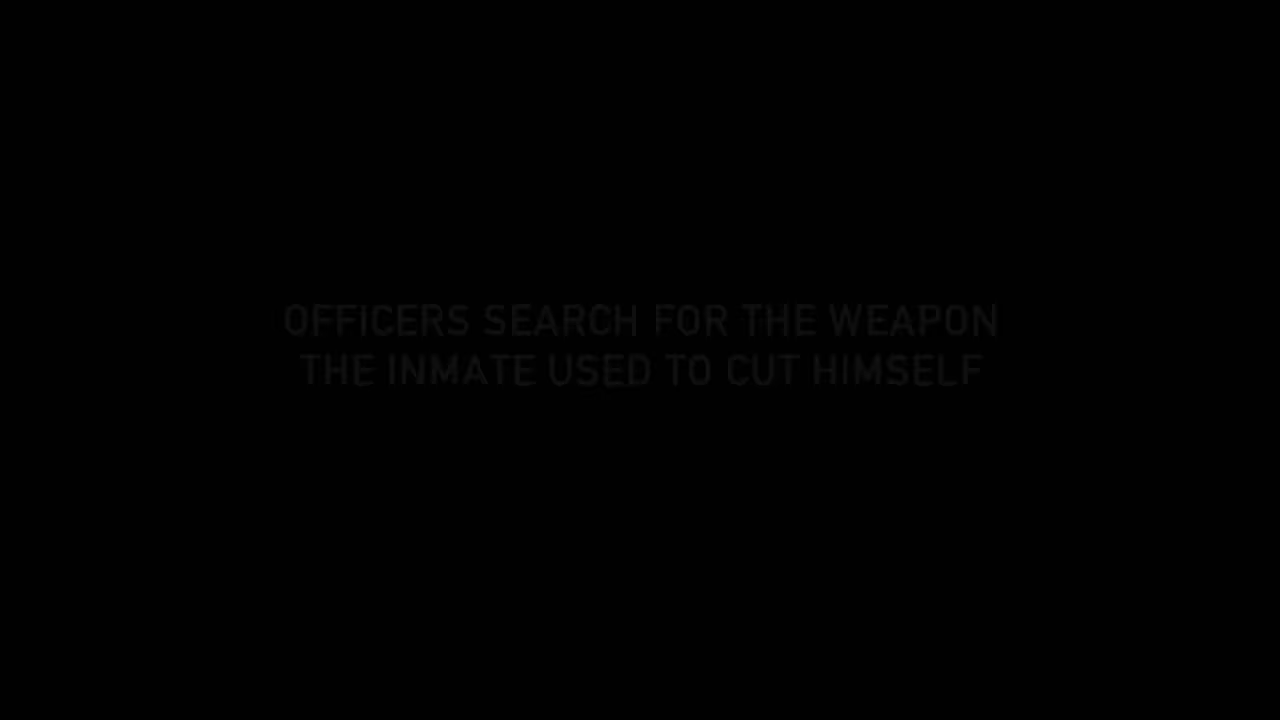 OFFICERS SEARCH FOR THE WEAPON
THE INMATE USED TO CUT HIMSELF